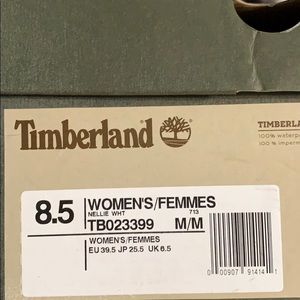 Timberland
TIMBERLA
100% waterp
100 % imperm
8.5
WOMEN'S/FEMMES
NELLIE WHT 713
TB023399 M/M
WOMEN'S/FEMMES
EU 39.5 JP 25.5 UK 6.5
0 00907 91414 1